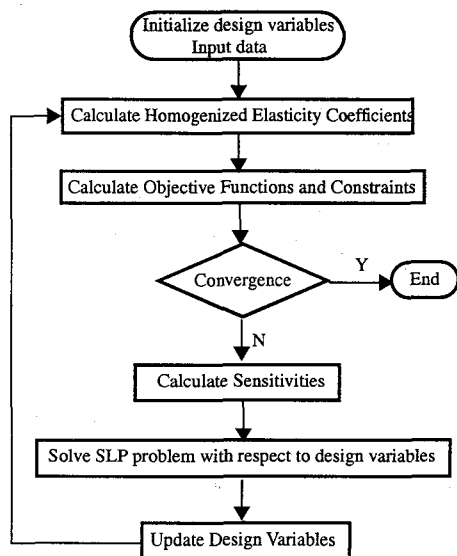 Initialize design variables
Input data
Calculate Homogenized Elasticity Coefficients
Calculate Objective Functions and Constraints
Convergence
Y
End
N
Calculate Sensitivities
Solve SLP problem with respect to design variables
Update Design Variables